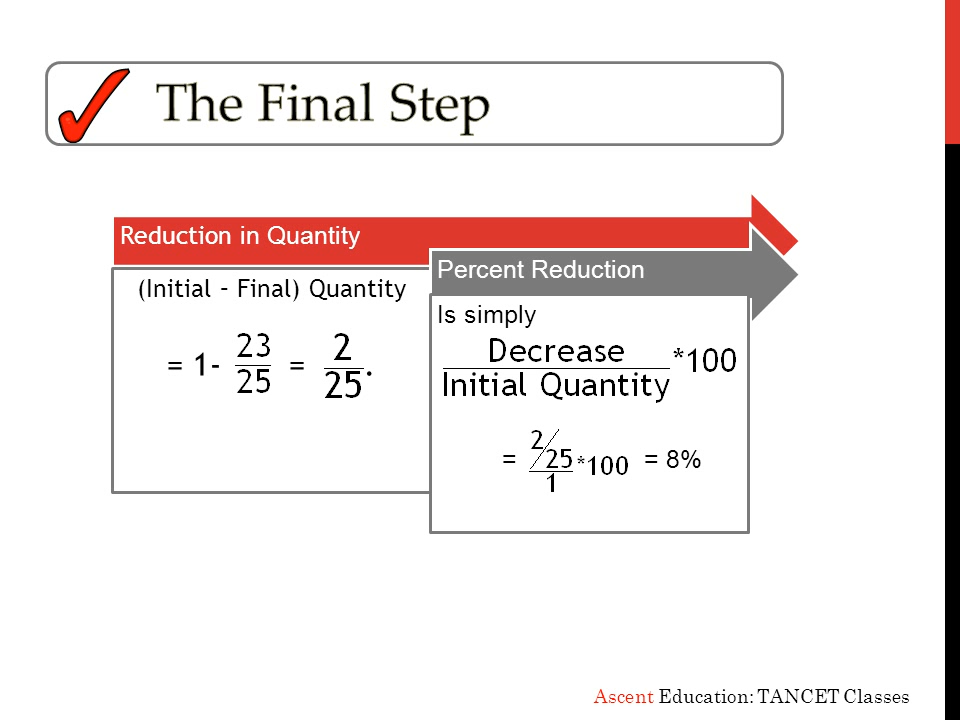 The Final Step
Reduction in Quantity
(Initial – Final) Quantity
= 1- 23/25 = 2/25.
Percent Reduction
Is simply
Decrease/Initial Quantity *100
= 2/25/1 *100 = 8%
Ascent Education: TANCET Classes